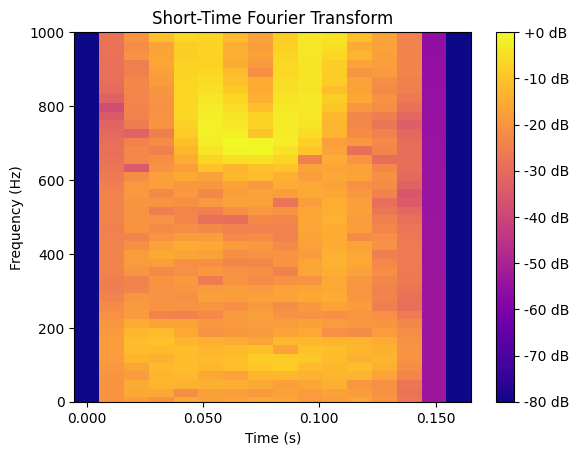 Short-Time Fourier Transform
Frequency (Hz)
1000
800
600
400
200
0
0.000
0.050
0.100
0.150
Time (s)
+0 dB
-10 dB
-20 dB
-30 dB
-40 dB
-50 dB
-60 dB
-70 dB
-80 dB